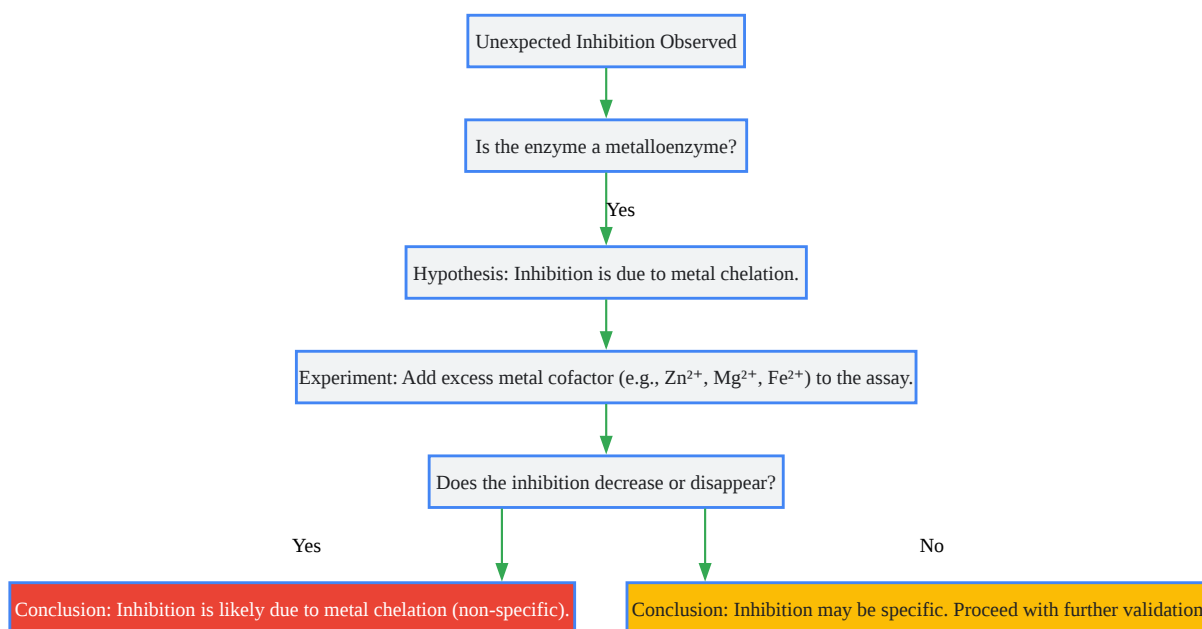 Unexpected Inhibition Observed
Is the enzyme a metalloenzyme?
Yes
Hypothesis: Inhibition is due to metal chelation.
Experiment: Add excess metal cofactor (e.g., Zn²⁺, Mg²⁺, Fe²⁺) to the assay.
Does the inhibition decrease or disappear?
Yes
No
Conclusion: Inhibition is likely due to metal chelation (non-specific).
Conclusion: Inhibition may be specific. Proceed with further validation